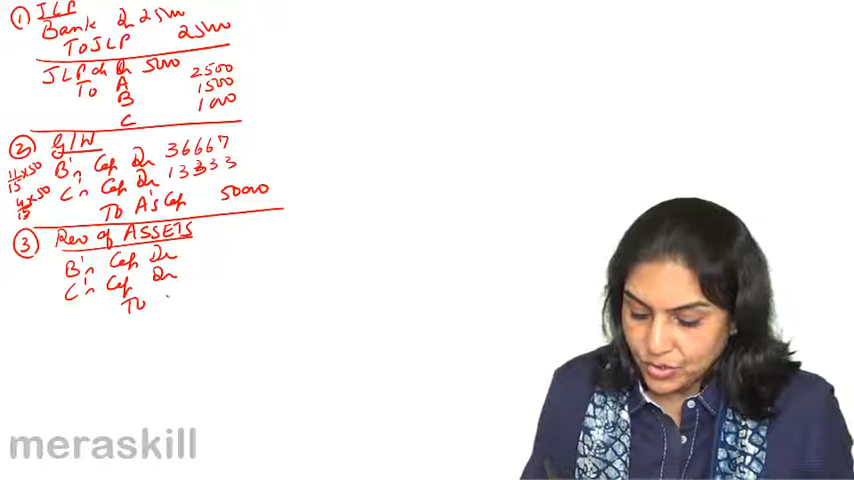 ① JLP
Bank Dr 25000
To JLP 25000
JLP Dr 5000
To A 2500
B 1500
C 1000
② G/W
11/15 x 50 B's Cap Dr 36667
4/15 x 50 C's Cap Dr 13333
To A's Cap 50000
③ Rev of ASSETS
B's Cap Dr
C's Cap Dr
To
meraskill